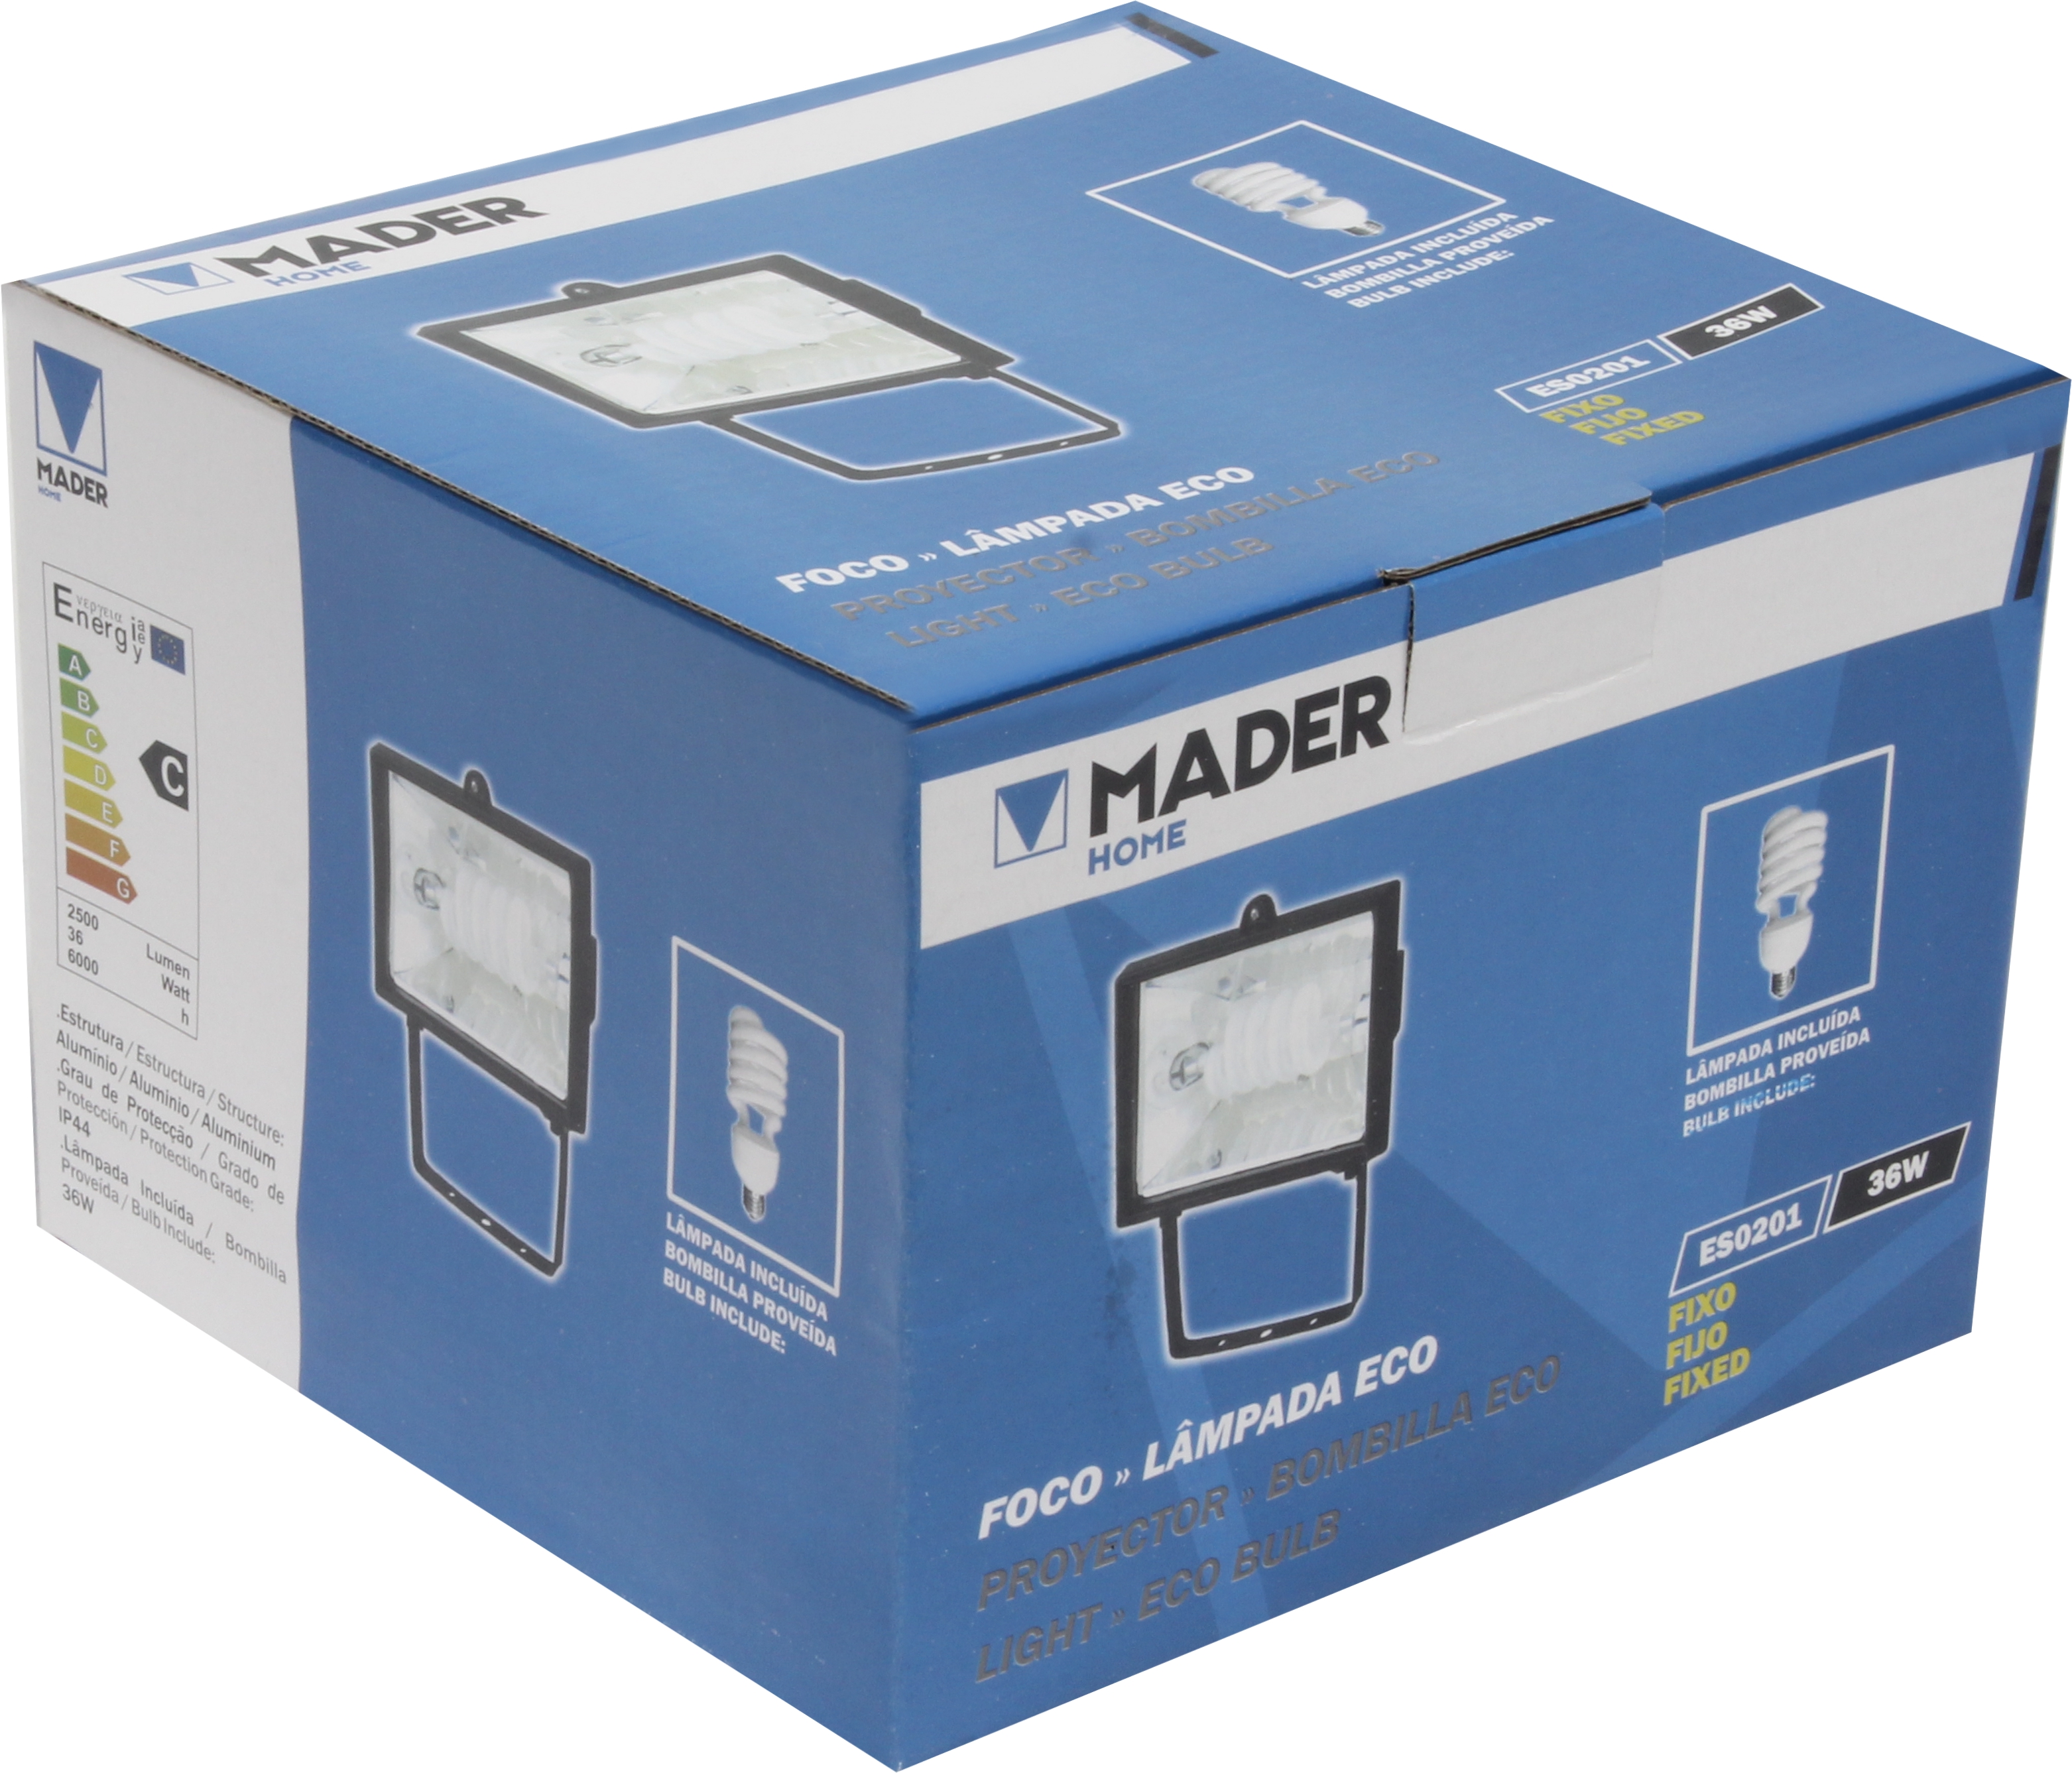 MADER
HOME
LÂMPADA INCLUÍDA
BOMBILLA PROVEÍDA
BULB INCLUDE:
ES0201
36W
FIXO
FIJO
FIXED
FOCO » LÂMPADA ECO
PROYECTOR » BOMBILLA ECO
LIGHT » ECO BULB
MADER
HOME
Energia
ενεργεια
ie
y
A
B
C
D
E
F
G
C
2500 Lumen
36 Watt
6000 h
.Estrutura / Estructura / Structure:
Alumínio / Aluminio / Aluminium
.Grau de Protecção / Grado de
Protección / Protection Grade:
IP44
.Lâmpada Incluída / Bombilla
Proveída / Bulb Include:
36W
LÂMPADA INCLUÍDA
BOMBILLA PROVEÍDA
BULB INCLUDE:
MADER
HOME
LÂMPADA INCLUÍDA
BOMBILLA PROVEÍDA
BULB INCLUDE:
ES0201
36W
FIXO
FIJO
FIXED
FOCO » LÂMPADA ECO
PROYECTOR » BOMBILLA ECO
LIGHT » ECO BULB